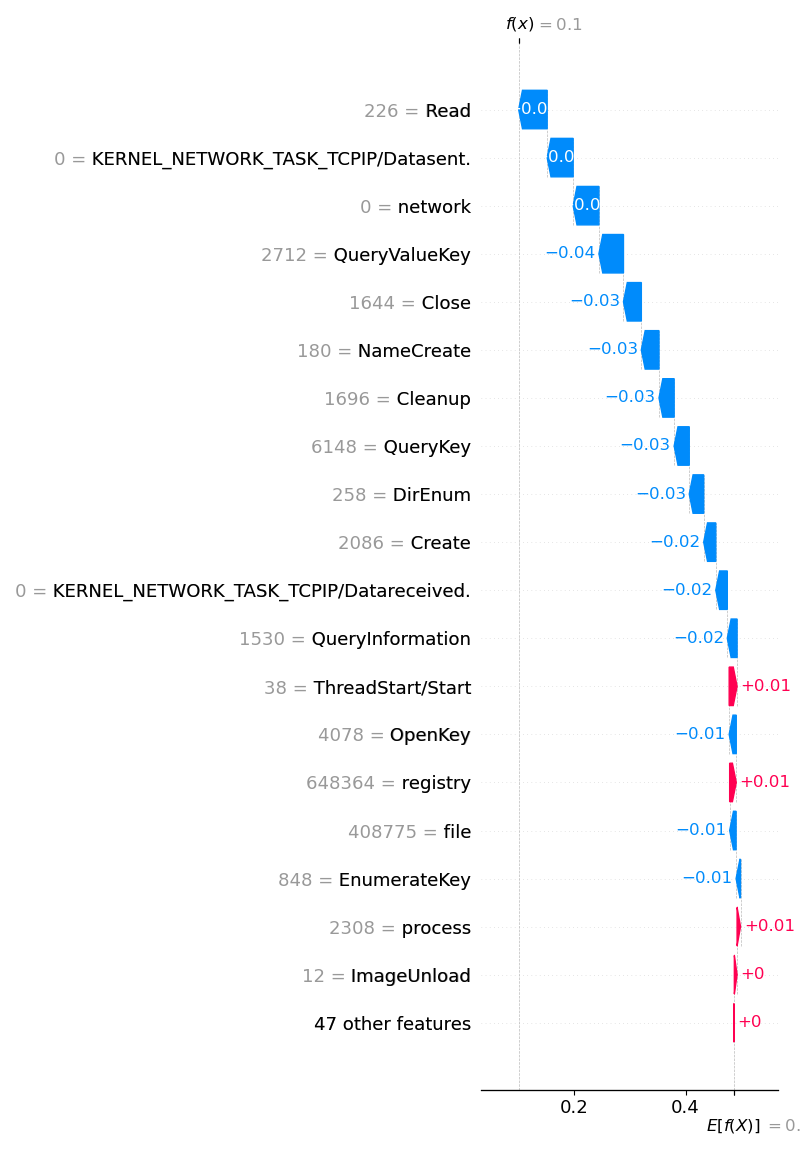 f(x) = 0.1
226 = Read
0 = KERNEL_NETWORK_TASK_TCPIP/Datasent.
0.0
0 = network
0.0
2712 = QueryValueKey
−0.04
1644 = Close
−0.03
180 = NameCreate
−0.03
1696 = Cleanup
−0.03
6148 = QueryKey
−0.03
258 = DirEnum
−0.03
2086 = Create
−0.02
0 = KERNEL_NETWORK_TASK_TCPIP/Datareceived.
−0.02
1530 = QueryInformation
−0.02
38 = ThreadStart/Start
+0.01
4078 = OpenKey
−0.01
648364 = registry
+0.01
408775 = file
−0.01
848 = EnumerateKey
−0.01
2308 = process
+0.01
12 = ImageUnload
+0
47 other features
+0
0.2 0.4
E[f(X)] = 0.